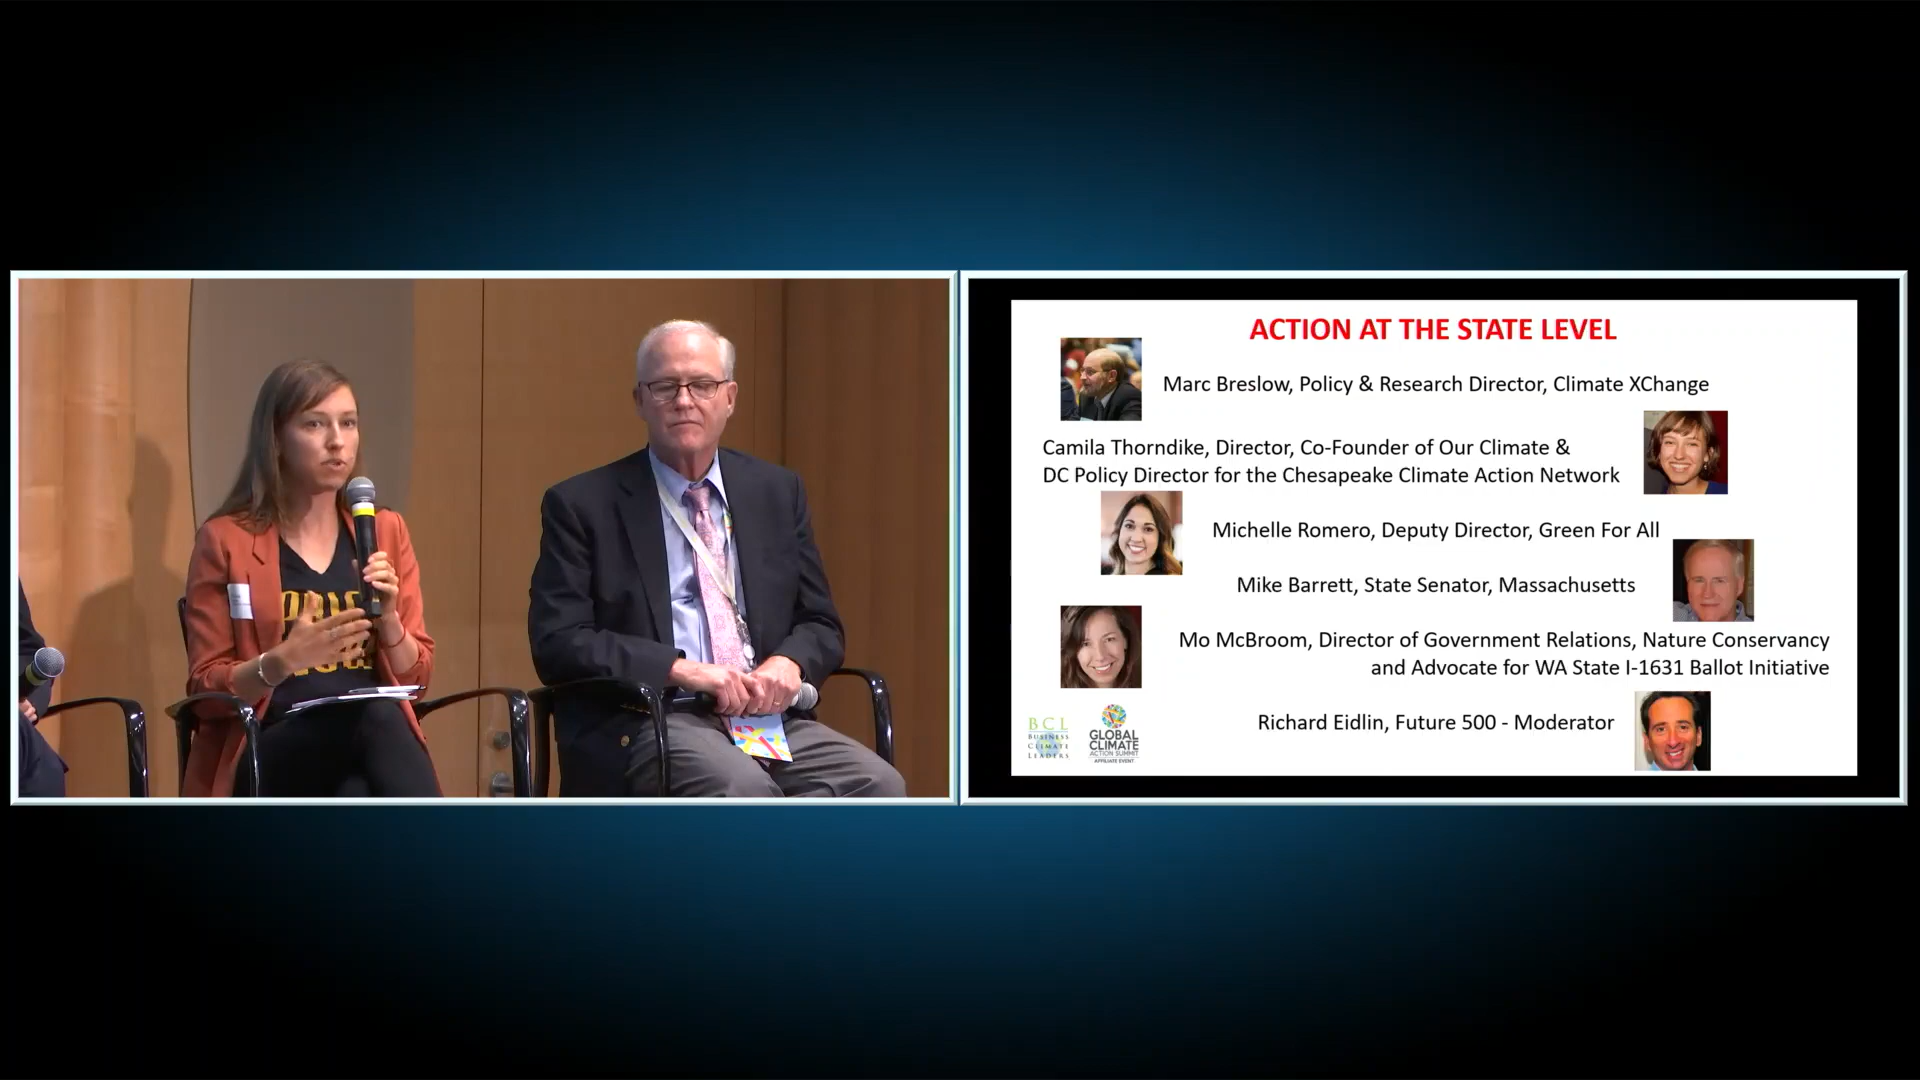 ACTION AT THE STATE LEVEL
Marc Breslow, Policy & Research Director, Climate XChange
Camila Thorndike, Director, Co-Founder of Our Climate &
DC Policy Director for the Chesapeake Climate Action Network
Michelle Romero, Deputy Director, Green For All
Mike Barrett, State Senator, Massachusetts
Mo McBroom, Director of Government Relations, Nature Conservancy
and Advocate for WA State I-1631 Ballot Initiative
Richard Eidlin, Future 500 - Moderator
BCL
BUSINESS
CLIMATE
LEADERS
GLOBAL
CLIMATE
ACTION SUMMIT
AFFILIATE EVENT